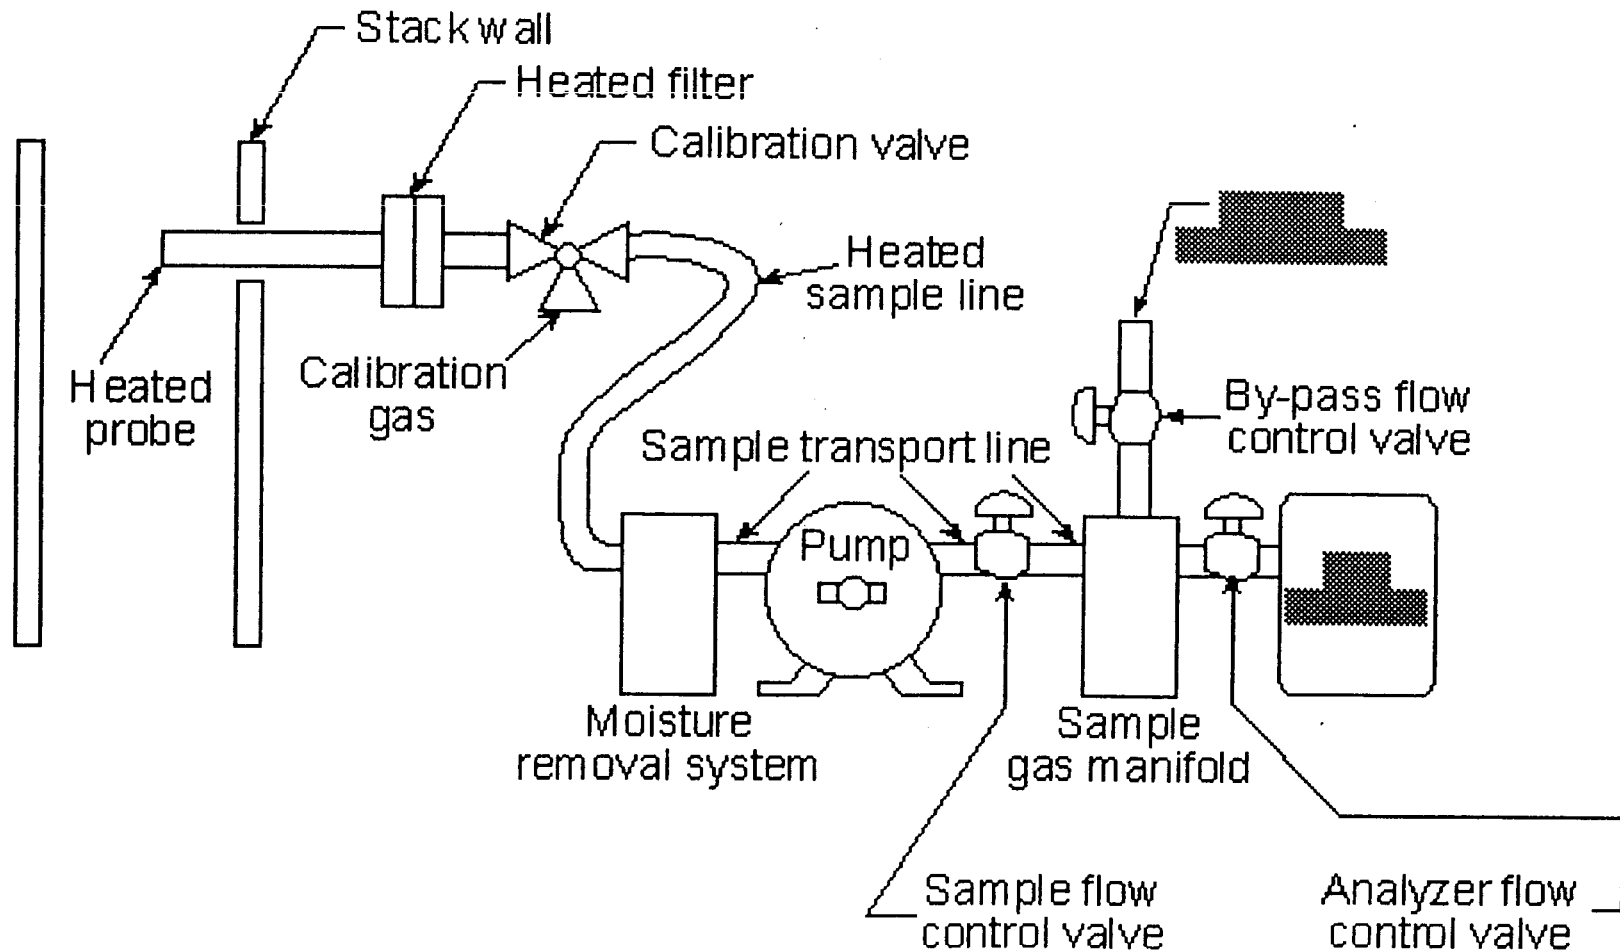 Stack wall
Heated filter
Calibration valve
Heated
sample line
Heated
probe
Calibration
gas
By-pass flow
control valve
Sample transport line
Pump
Moisture
removal system
Sample
gas manifold
Sample flow
control valve
Analyzer flow
control valve